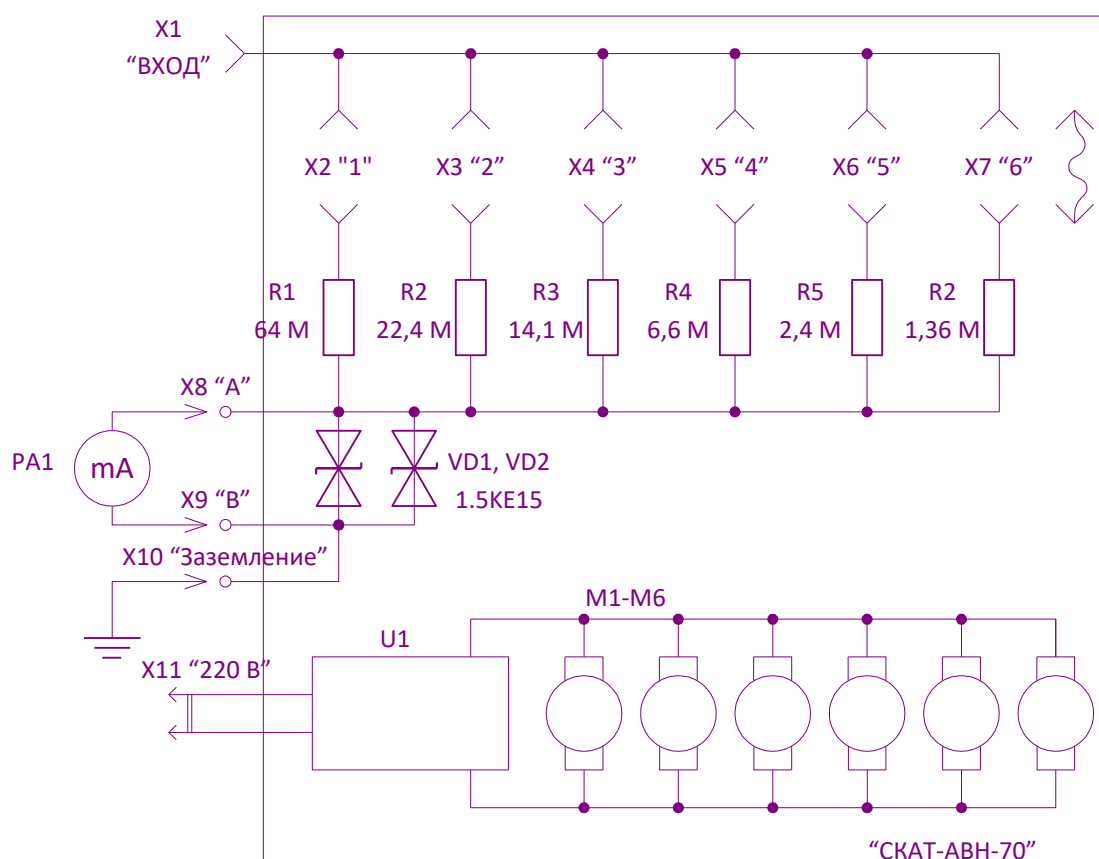 X1
“ВХОД”
X2 "1"
X3 “2”
X4 “3”
X5 “4”
X6 “5”
X7 “6”
R1
64 М
R2
22,4 М
R3
14,1 М
R4
6,6 М
R5
2,4 М
R2
1,36 М
X8 “А”
PA1
mA
VD1, VD2
1.5KE15
X9 “В”
X10 “Заземление”
М1-М6
U1
X11 “220 В”
“СКАТ-АВН-70”